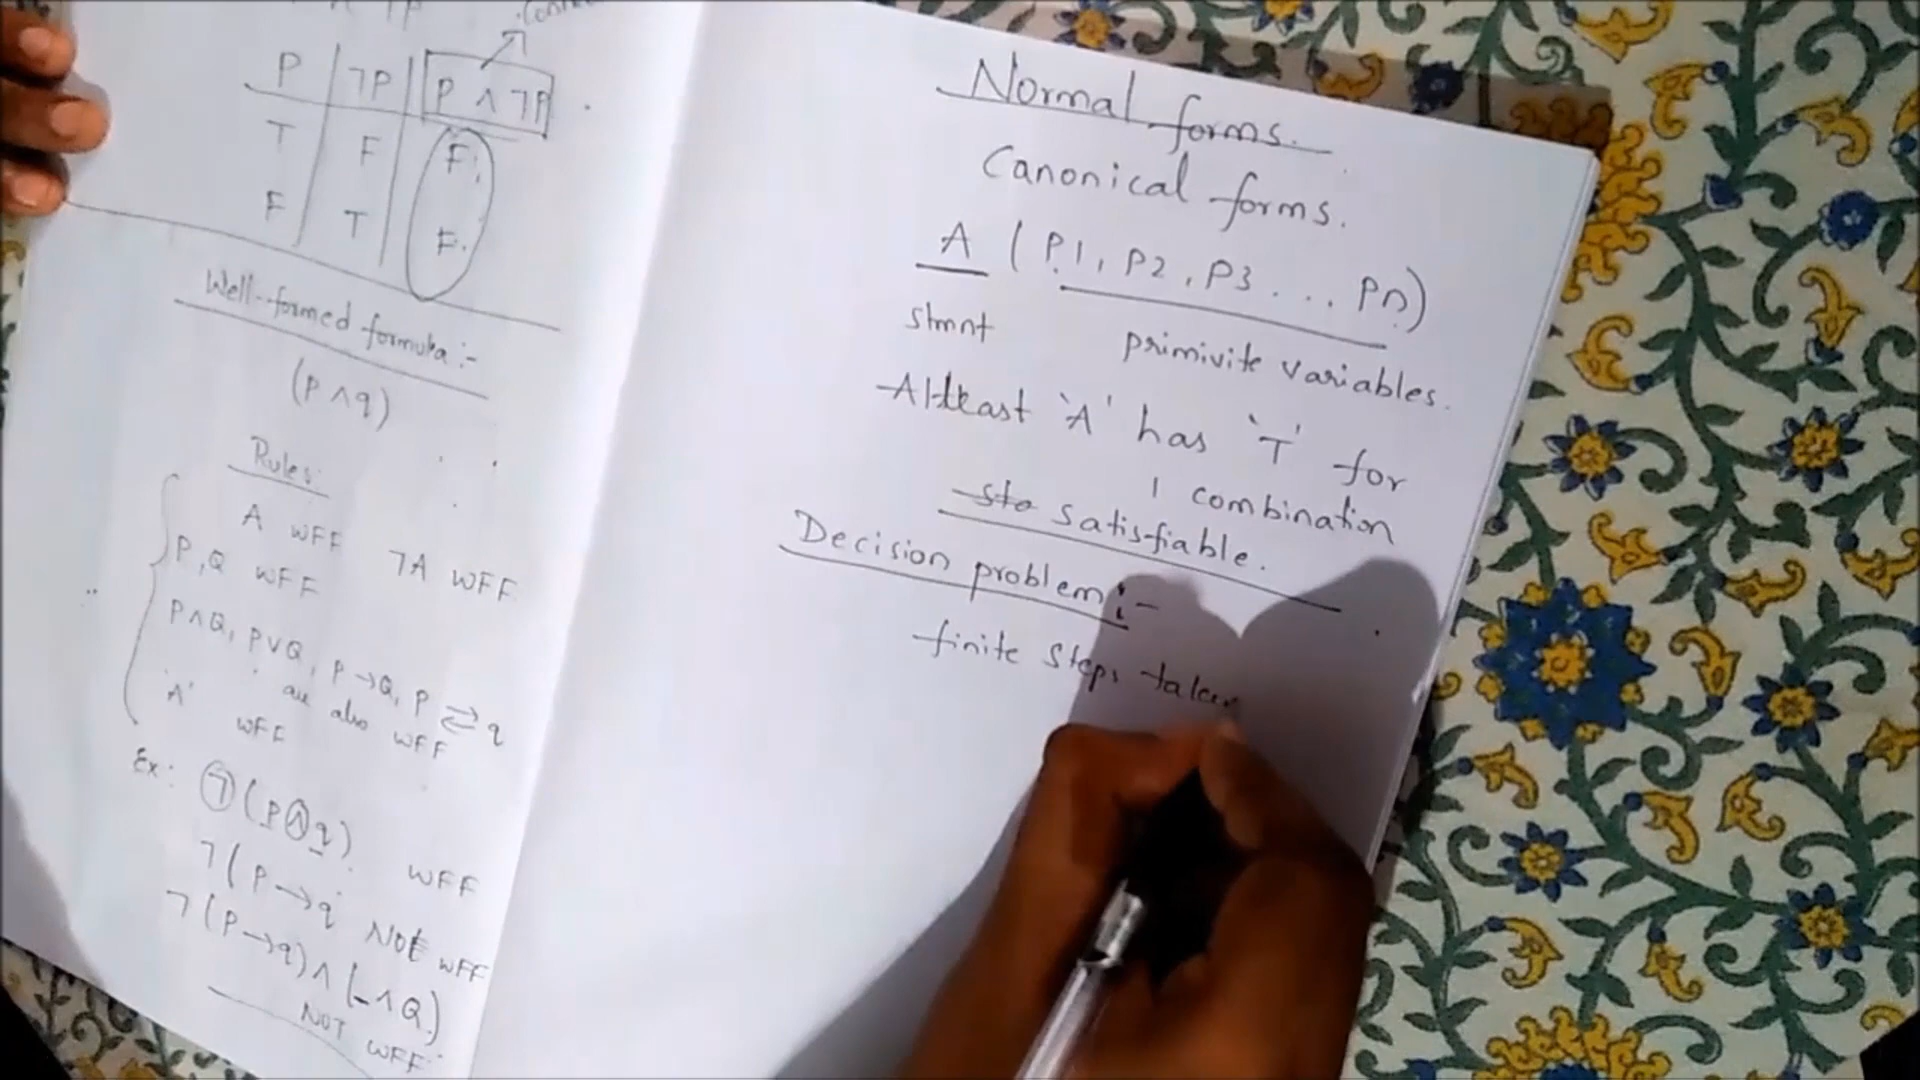 P ¬P P ∧ ¬P
T F F
F T F
Well-formed formula :-
(P ∧ q)
Rules:
A WFF ¬A WFF
P, Q WFF
P∧Q, P∨Q, P→Q, P ⇄ q
are also WFF
'A' WFF
Ex: ¬(P∧q). WFF
¬(P→q NOt WFF
¬(P→q)∧(-∧Q)
NOT WFF
Normal forms.
Canonical forms.
A (P1, P2, P3 ... Pn)
stmnt primivite variables.
'A' has 'T' for
1 combination
satisfiable.
Decision problem:-
finite steps taken